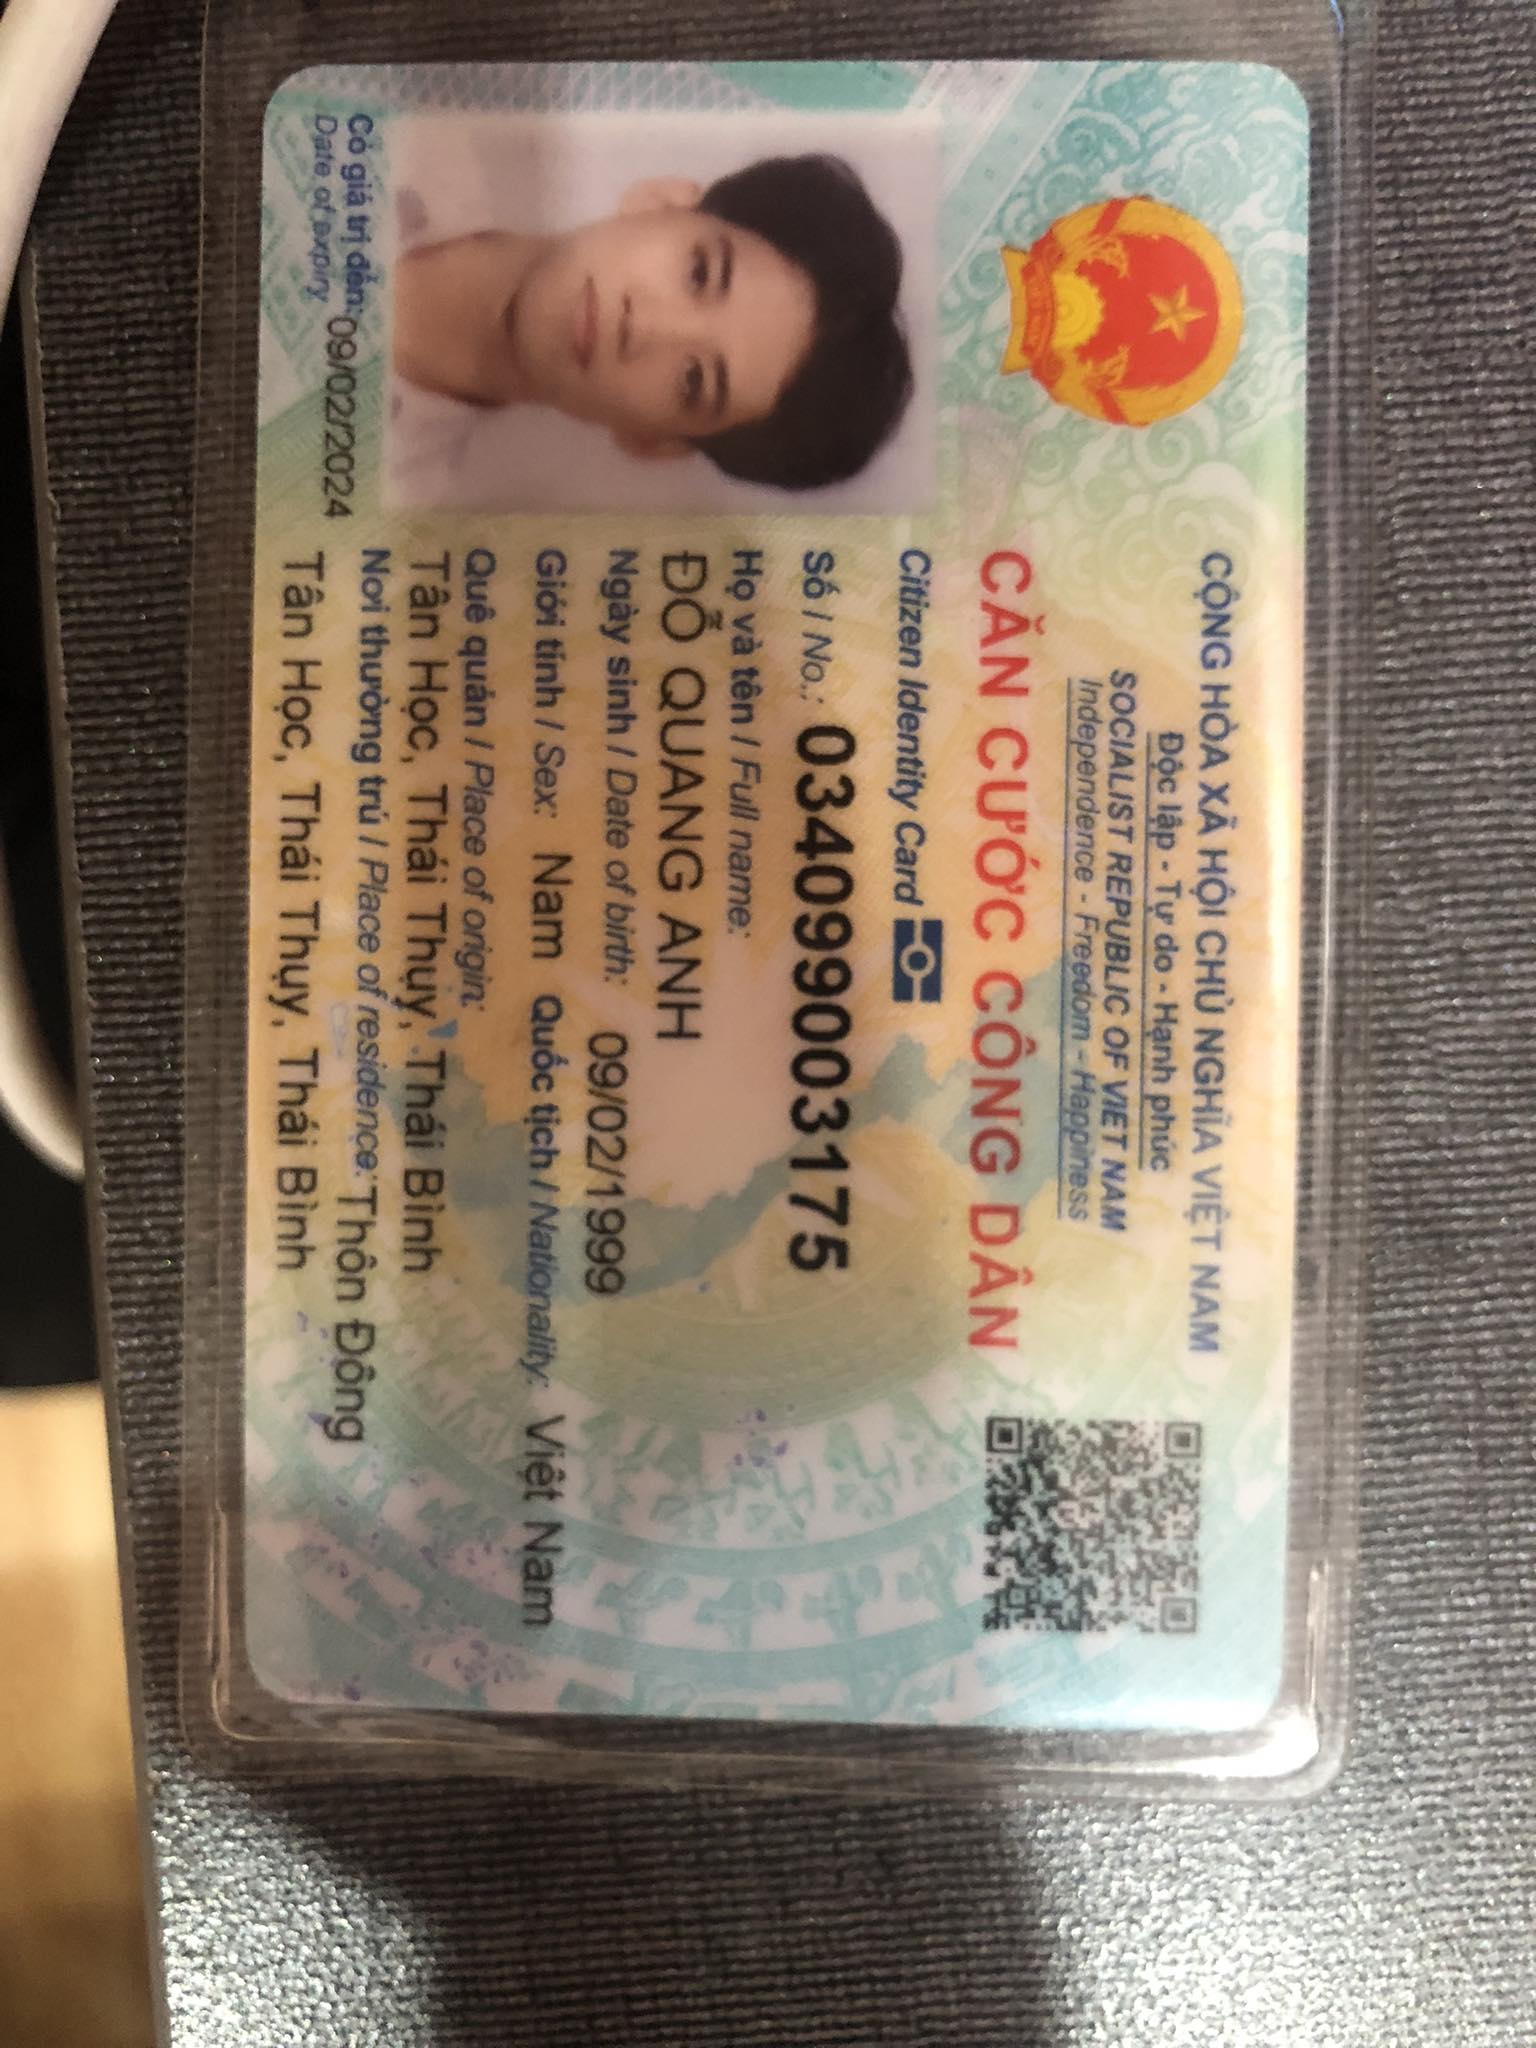 CỘNG HÒA XÃ HỘI CHỦ NGHĨA VIỆT NAM
Độc lập - Tự do - Hạnh phúc
SOCIALIST REPUBLIC OF VIET NAM
Independence - Freedom - Happiness
CĂN CƯỚC CÔNG DÂN
Citizen Identity Card
Số / No.: 034099003175
Họ và tên / Full name:
ĐỖ QUANG ANH
Ngày sinh / Date of birth: 09/02/1999
Giới tính / Sex: Nam Quốc tịch / Nationality: Việt Nam
Quê quán / Place of origin:
Tân Học, Thái Thụy, Thái Bình
Nơi thường trú / Place of residence: Thôn Đông
Tân Học, Thái Thụy, Thái Bình
Có giá trị đến: 09/02/2024
Date of expiry